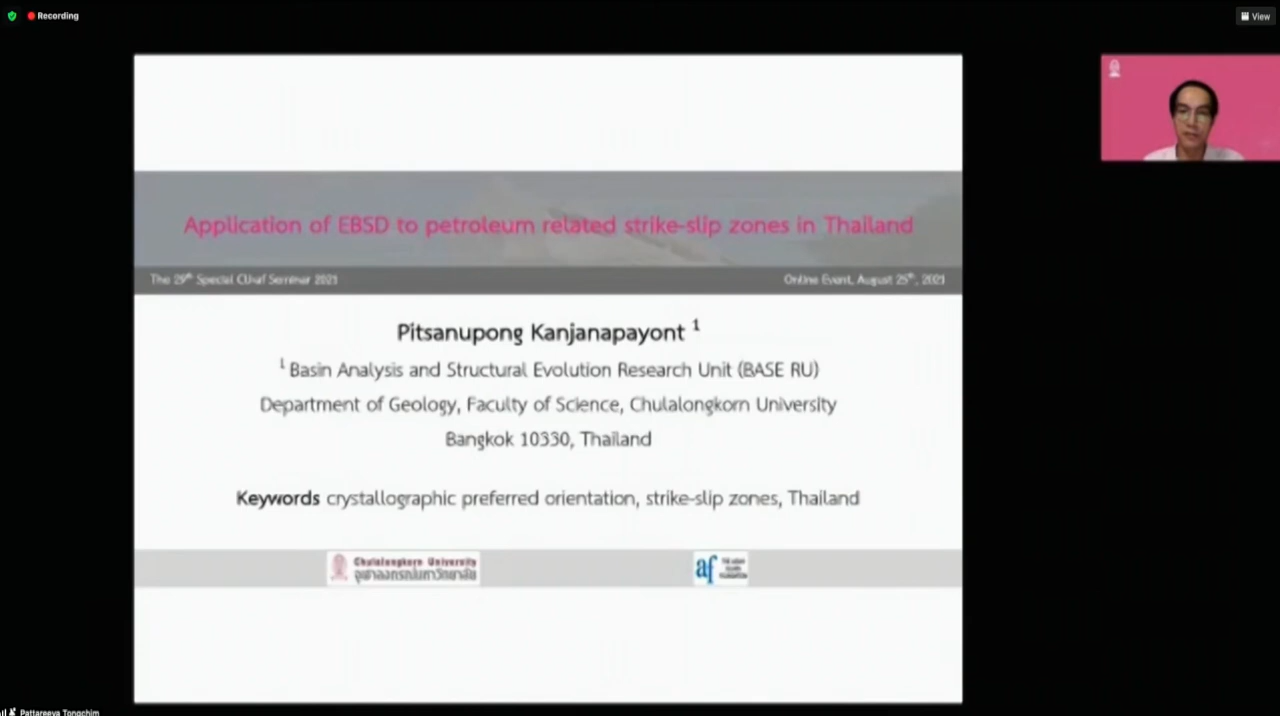 Recording
View
Application of EBSD to petroleum related strike-slip zones in Thailand
The 29th Special CU-af Seminar 2021
Online Event, August 25th, 2021
Pitsanupong Kanjanapayont 1
1 Basin Analysis and Structural Evolution Research Unit (BASE RU)
Department of Geology, Faculty of Science, Chulalongkorn University
Bangkok 10330, Thailand
Keywords crystallographic preferred orientation, strike-slip zones, Thailand
Chulalongkorn University
จุฬาลงกรณ์มหาวิทยาลัย
af
FOUNDATION
Pattareeya Tongchim